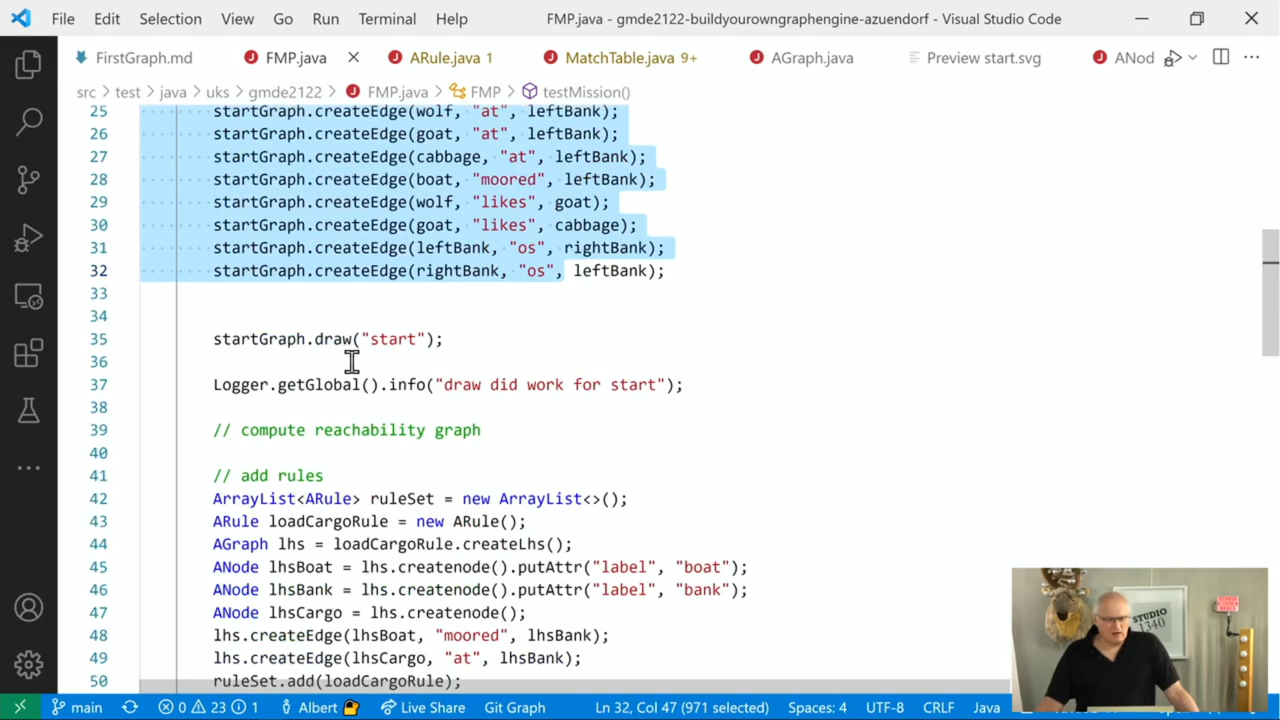 File Edit Selection View Go Run Terminal Help FMP.java - gmde2122-buildyourowngraphengine-azuendorf - Visual Studio Code
FirstGraph.md FMP.java ARule.java 1 MatchTable.java 9+ AGraph.java Preview start.svg ANod
src > test > java > uks > gmde2122 > FMP.java > FMP > testMission()
25 startGraph.createEdge(wolf, "at", leftBank);
26 startGraph.createEdge(goat, "at", leftBank);
27 startGraph.createEdge(cabbage, "at", leftBank);
28 startGraph.createEdge(boat, "moored", leftBank);
29 startGraph.createEdge(wolf, "likes", goat);
30 startGraph.createEdge(goat, "likes", cabbage);
31 startGraph.createEdge(leftBank, "os", rightBank);
32 startGraph.createEdge(rightBank, "os", leftBank);
33
34
35 startGraph.draw("start");
36
37 Logger.getGlobal().info("draw did work for start");
38
39 // compute reachability graph
40
41 // add rules
42 ArrayList<ARule> ruleSet = new ArrayList<>();
43 ARule loadCargoRule = new ARule();
44 AGraph lhs = loadCargoRule.createLhs();
45 ANode lhsBoat = lhs.createnode().putAttr("label", "boat");
46 ANode lhsBank = lhs.createnode().putAttr("label", "bank");
47 ANode lhsCargo = lhs.createnode();
48 lhs.createEdge(lhsBoat, "moored", lhsBank);
49 lhs.createEdge(lhsCargo, "at", lhsBank);
50 ruleSet.add(loadCargoRule);
STUDIO
1340
main 0 23 1 Albert Live Share Git Graph Ln 32, Col 47 (971 selected) Spaces: 4 UTF-8 CRLF Java